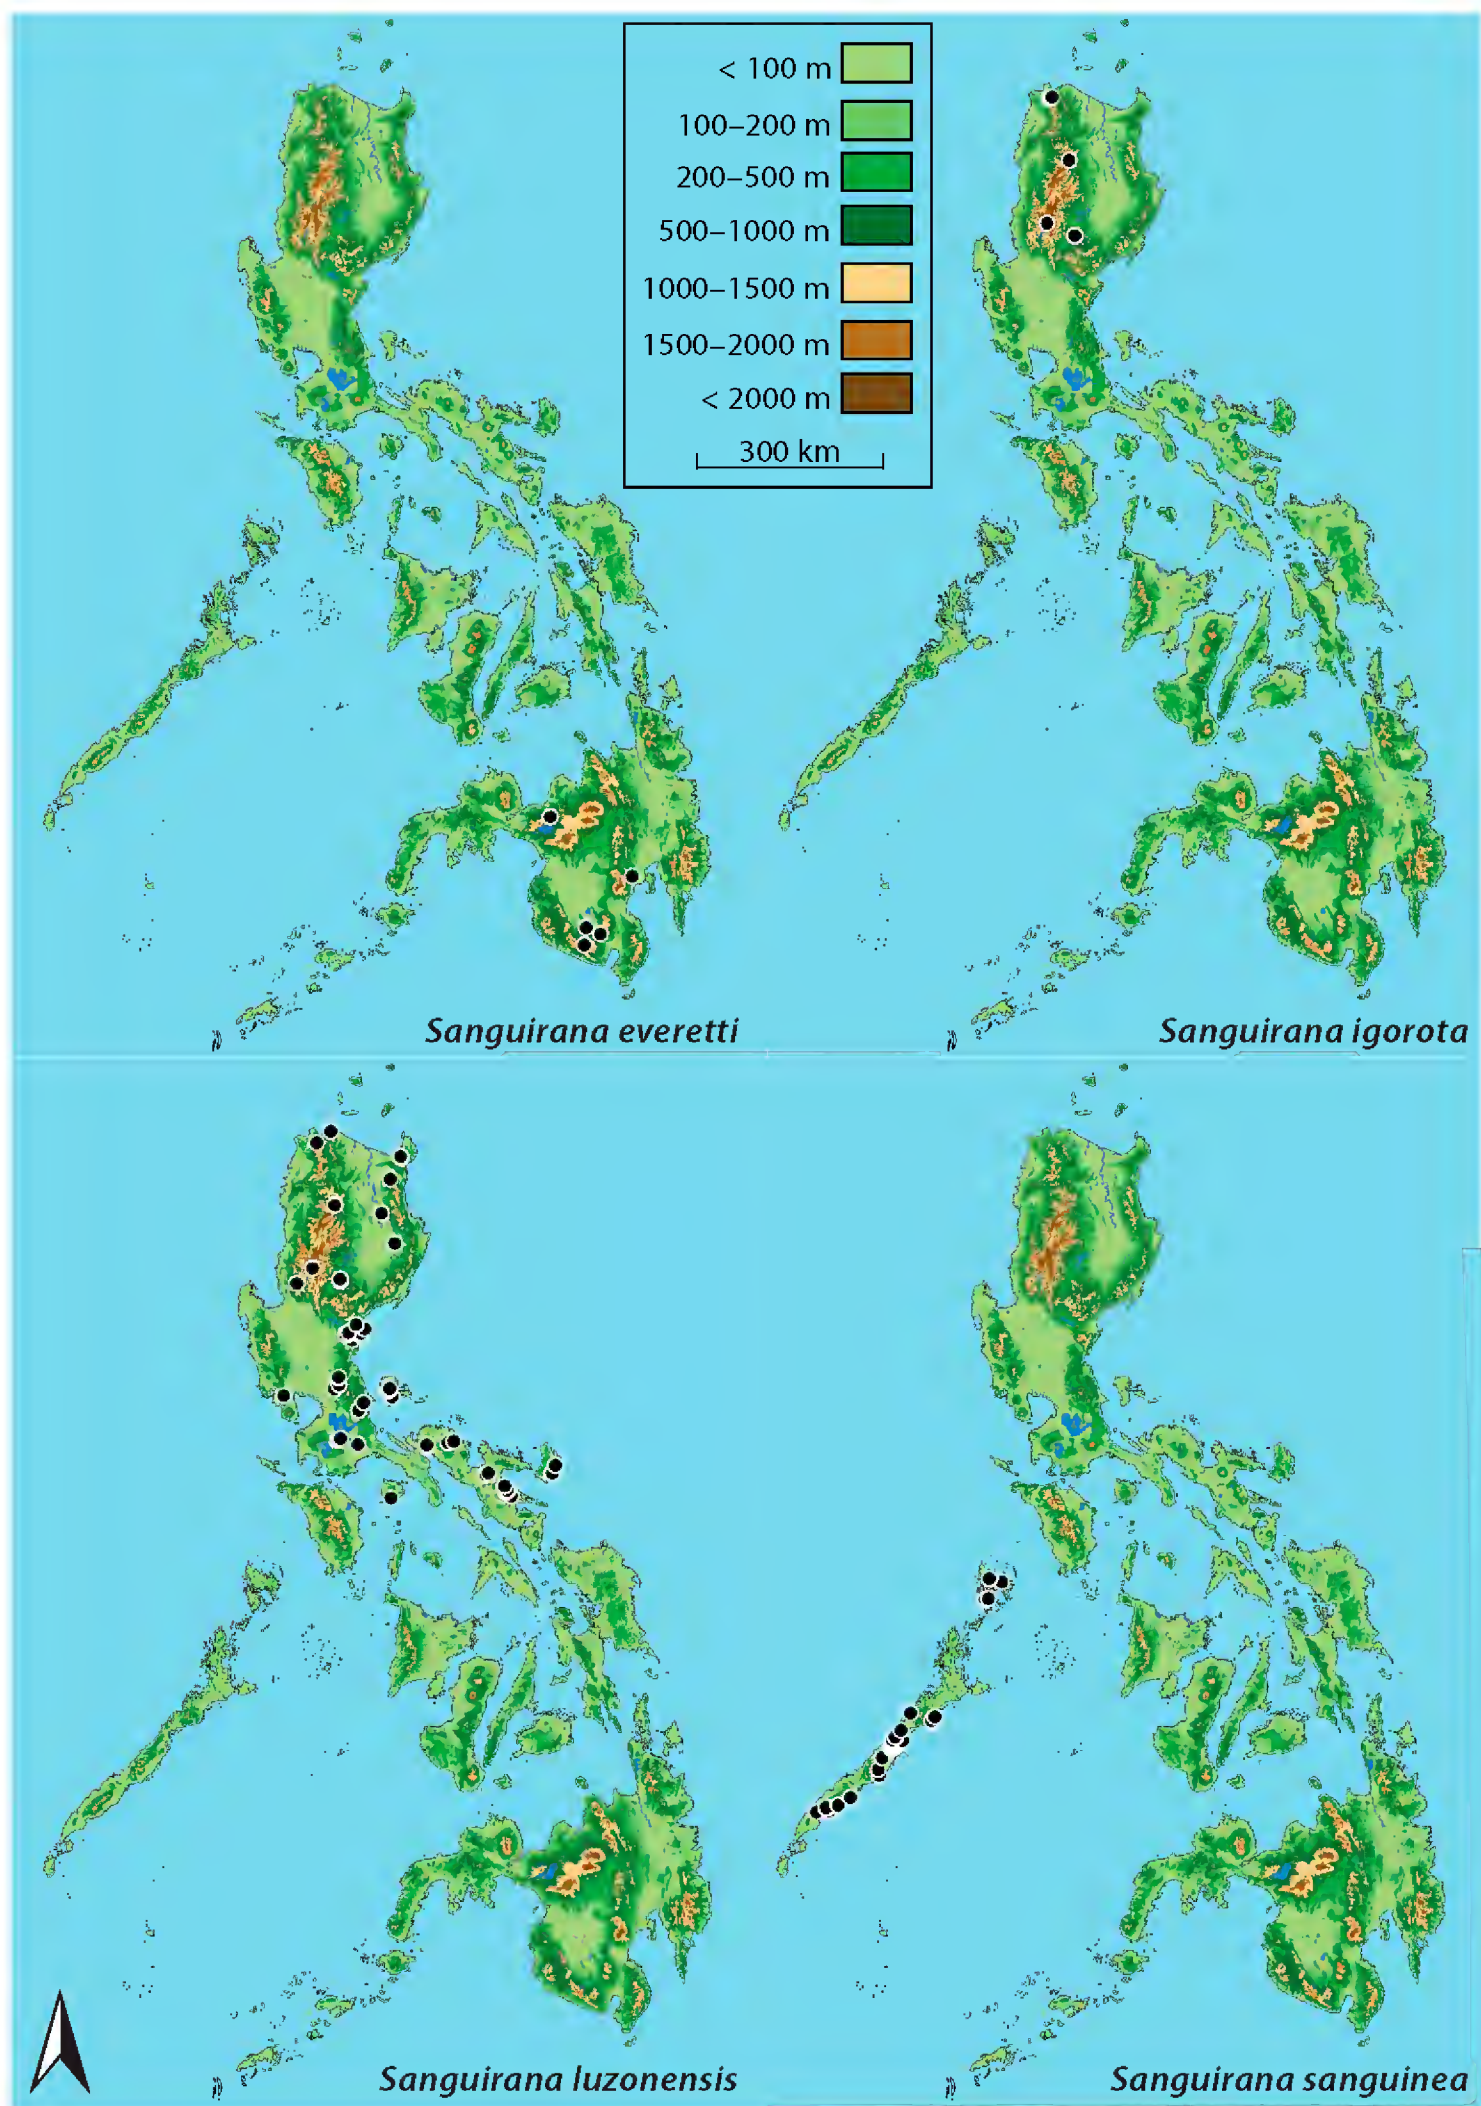 < 100 m
100–200 m
200–500 m
500–1000 m
1000–1500 m
1500–2000 m
< 2000 m
300 km
Sanguirana everetti
Sanguirana igorota
Sanguirana luzonensis
Sanguirana sanguinea